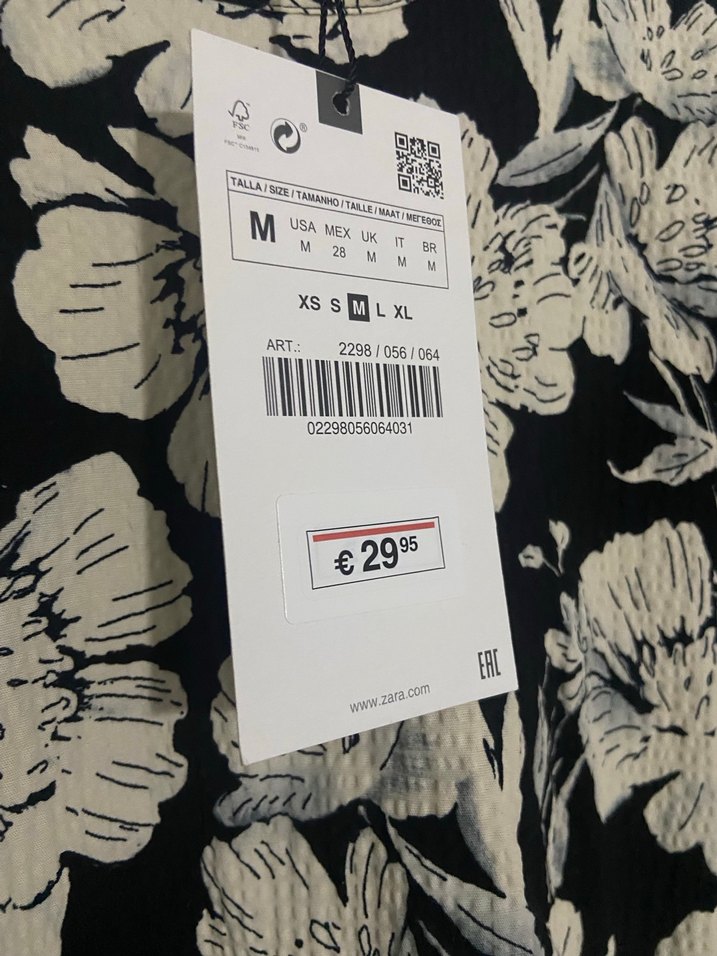 FSC
®
TALLA / SIZE / TAMANHO / TAILLE / MAAT / ΜΕΓΕΘΟΣ
M USA MEX UK IT BR
M 28 M M M
XS S M L XL
ART.: 2298 / 056 / 064
02298056064031
€ 29 95
EAC
www.zara.com